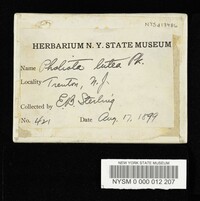 HERBARIUM N. Y. STATE MUSEUM
Name Pholiota lutea Pk.
Locality Trenton, N. J.
Collected by E. B. Sterling
No. 421 Date Aug. 17, 1899
NEW YORK STATE MUSEUM
NYSM 0 000 012 207